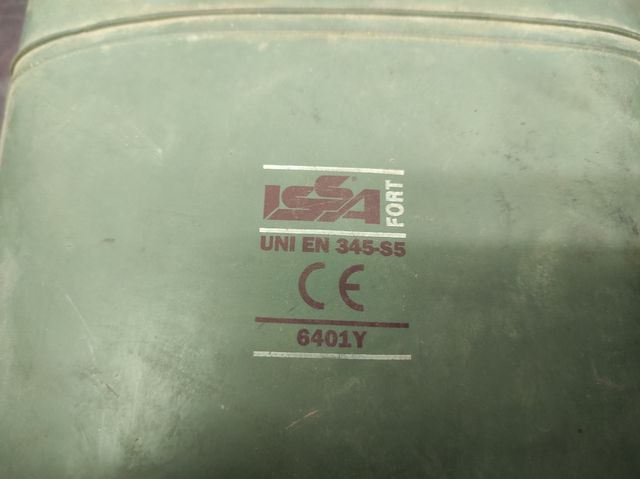 ISSA®
FORT
UNI EN 345-S5
CE
6401Y